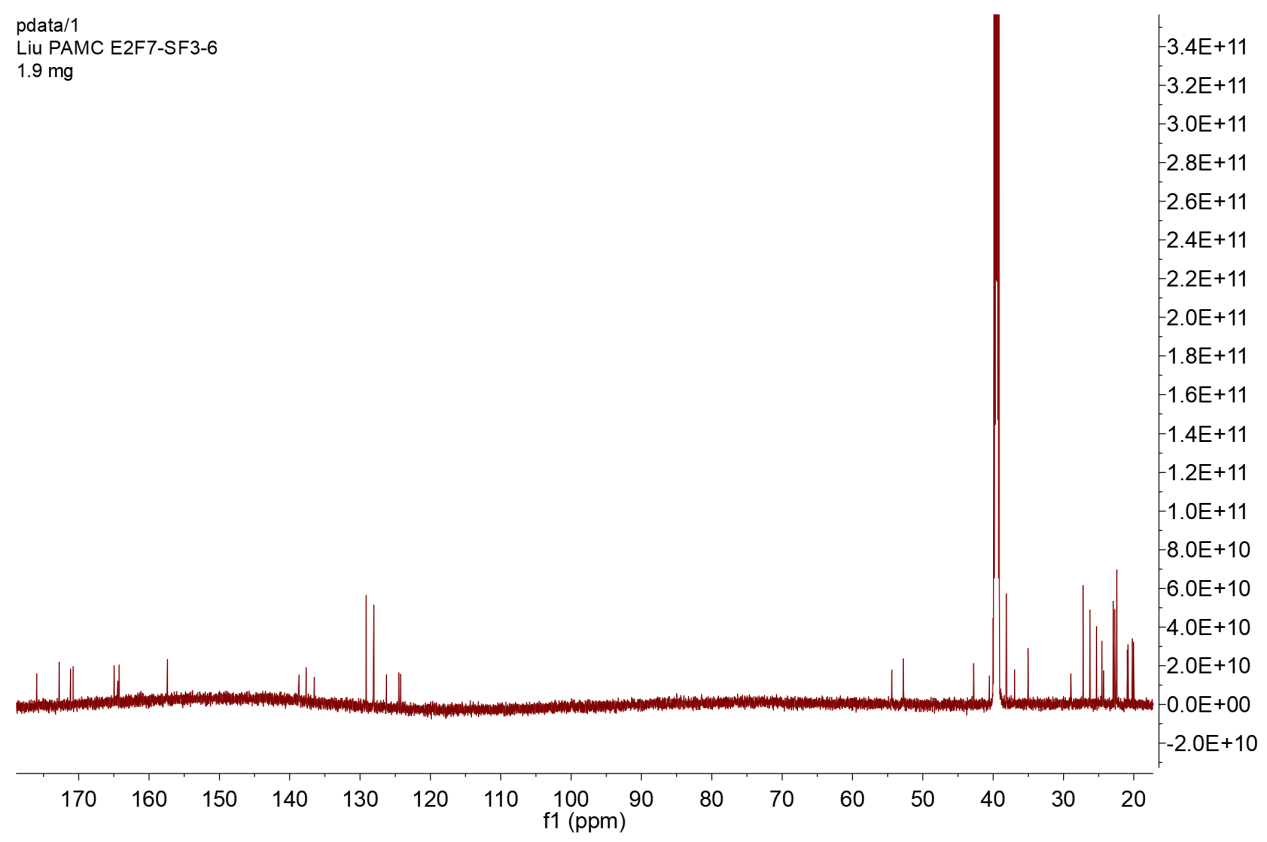 pdata/1
Liu PAMC E2F7-SF3-6
1.9 mg
3.4E+11
3.2E+11
3.0E+11
2.8E+11
2.6E+11
2.4E+11
2.2E+11
2.0E+11
1.8E+11
1.6E+11
1.4E+11
1.2E+11
1.0E+11
8.0E+10
6.0E+10
4.0E+10
2.0E+10
0.0E+00
-2.0E+10
170 160 150 140 130 120 110 100 90 80 70 60 50 40 30 20
f1 (ppm)